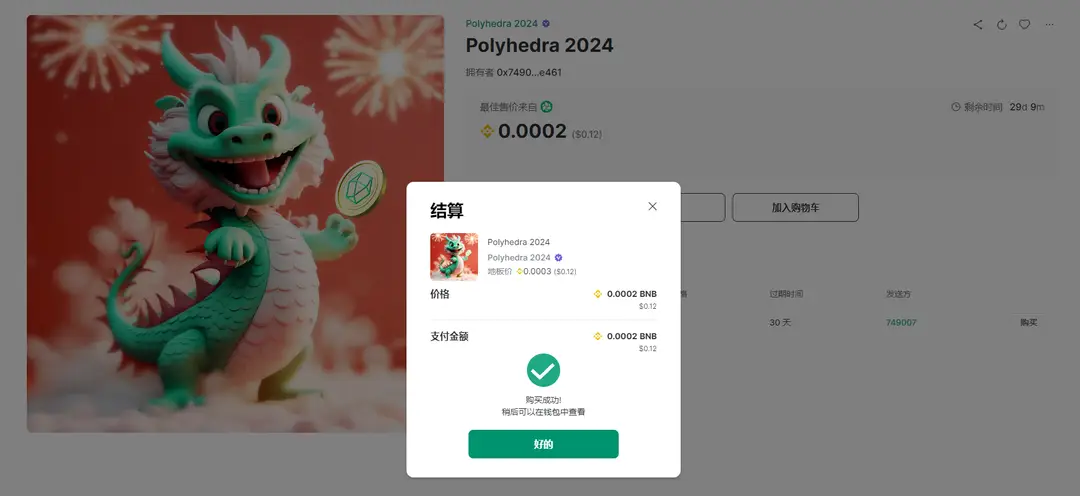 Polyhedra 2024
Polyhedra 2024
拥有者 0x7490...e461
最佳售价来自
剩余时间 29d 9m
0.0002 ($0.12)
加入购物车
结算
Polyhedra 2024
Polyhedra 2024
地板价 0.0003 ($0.12)
价格
0.0002 BNB
$0.12
支付金额
0.0002 BNB
$0.12
购买成功!
稍后可以在钱包中查看
好的
过期时间
发送方
30 天
749007
购买